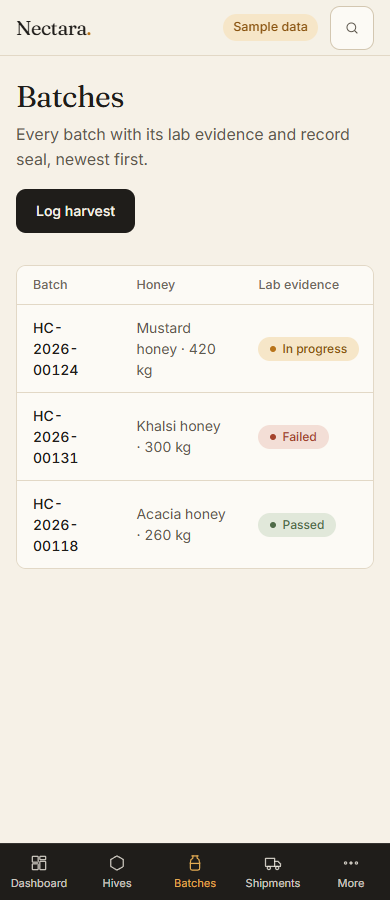 Nectara.
Sample data
Batches
Every batch with its lab evidence and record
seal, newest first.
Log harvest
Batch Honey Lab evidence
HC-
2026-
00124
Mustard
honey · 420
kg
In progress
HC-
2026-
00131
Khalsi honey
· 300 kg
Failed
HC-
2026-
00118
Acacia honey
· 260 kg
Passed
Dashboard Hives Batches Shipments More